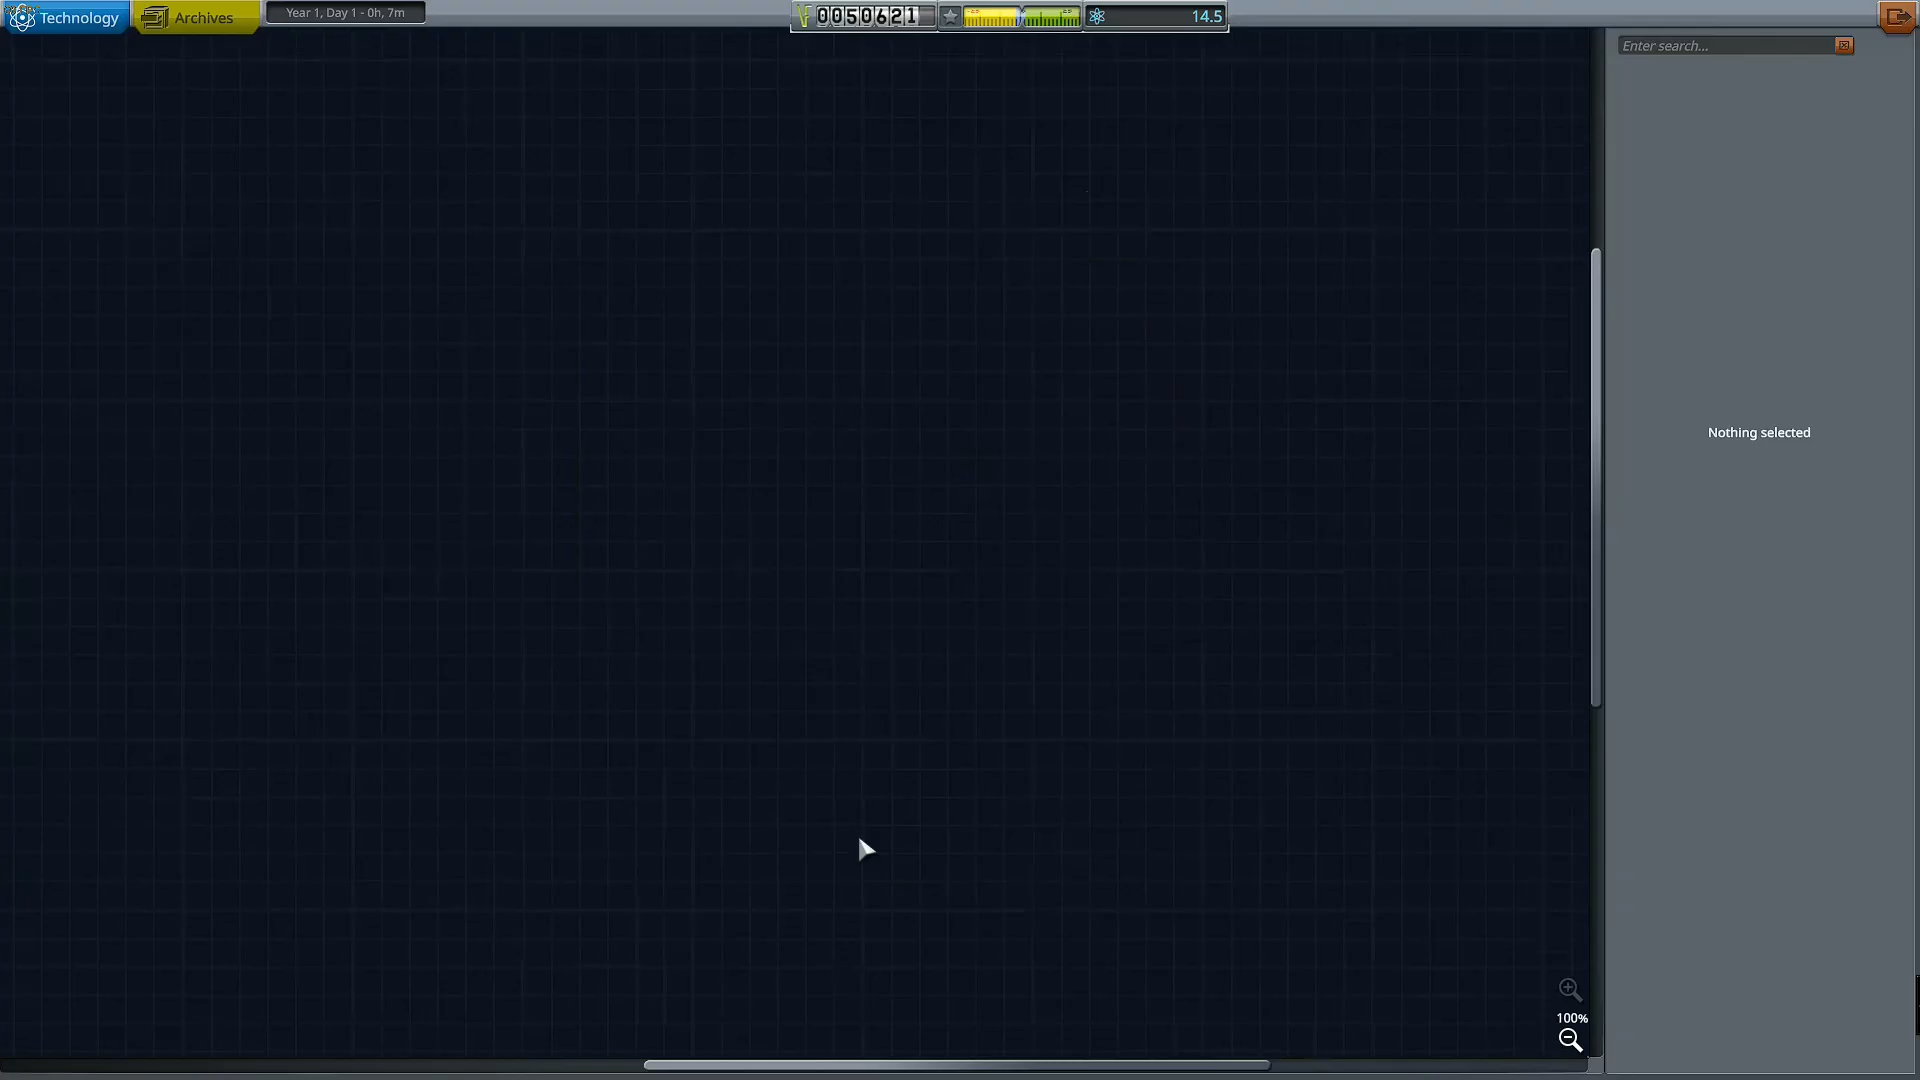 Technology
Archives
Year 1, Day 1 - 0h, 7m
0050621
14.5
Enter search...
Nothing selected
100%